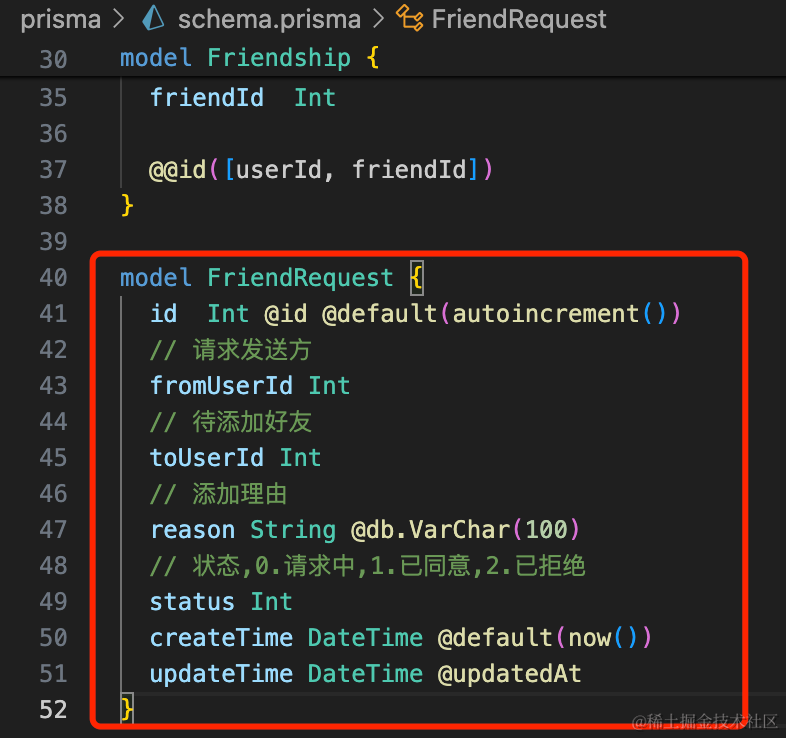 prisma > schema.prisma > FriendRequest
30 model Friendship {
35 friendId Int
36
37 @@id([userId, friendId])
38 }
39
40 model FriendRequest {
41 id Int @id @default(autoincrement())
42 // 请求发送方
43 fromUserId Int
44 // 待添加好友
45 toUserId Int
46 // 添加理由
47 reason String @db.VarChar(100)
48 // 状态,0.请求中,1.已同意,2.已拒绝
49 status Int
50 createTime DateTime @default(now())
51 updateTime DateTime @updatedAt
52 }
@稀土掘金技术社区